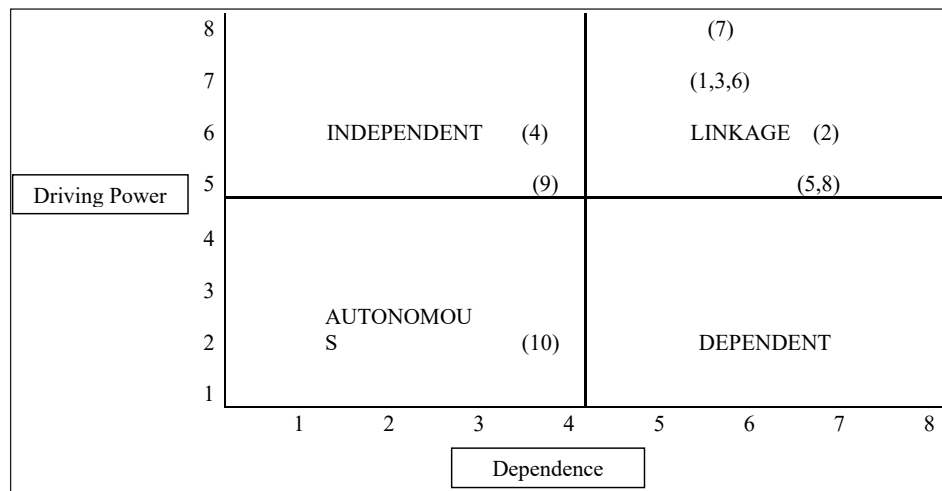 8 (7)
7 (1,3,6)
6 INDEPENDENT (4) LINKAGE (2)
5 (9) (5,8)
Driving Power
4
3
AUTONOMOU
2 S (10) DEPENDENT
1
1 2 3 4 5 6 7 8
Dependence